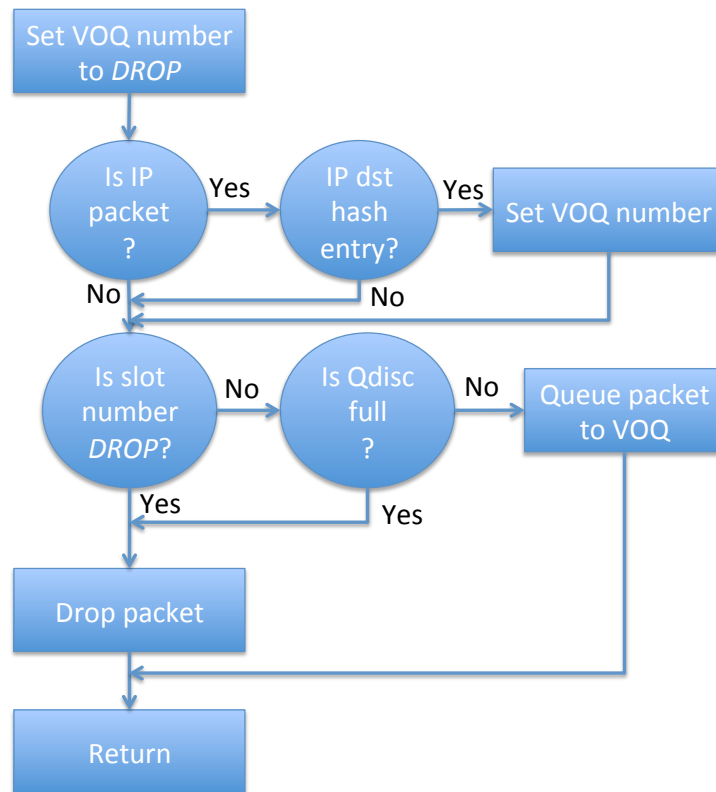 Set VOQ number
to DROP
Is IP
packet
?
Yes
IP dst
hash
entry?
Yes
Set VOQ number
No
No
Is slot
number
DROP?
No
Is Qdisc
full
?
No
Queue packet
to VOQ
Yes
Yes
Drop packet
Return